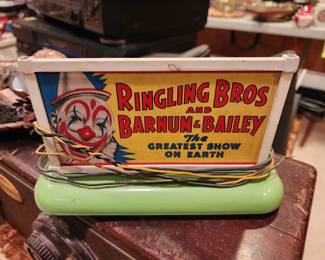 RINGLING BROS
AND
BARNUM & BAILEY
The
GREATEST SHOW
ON EARTH